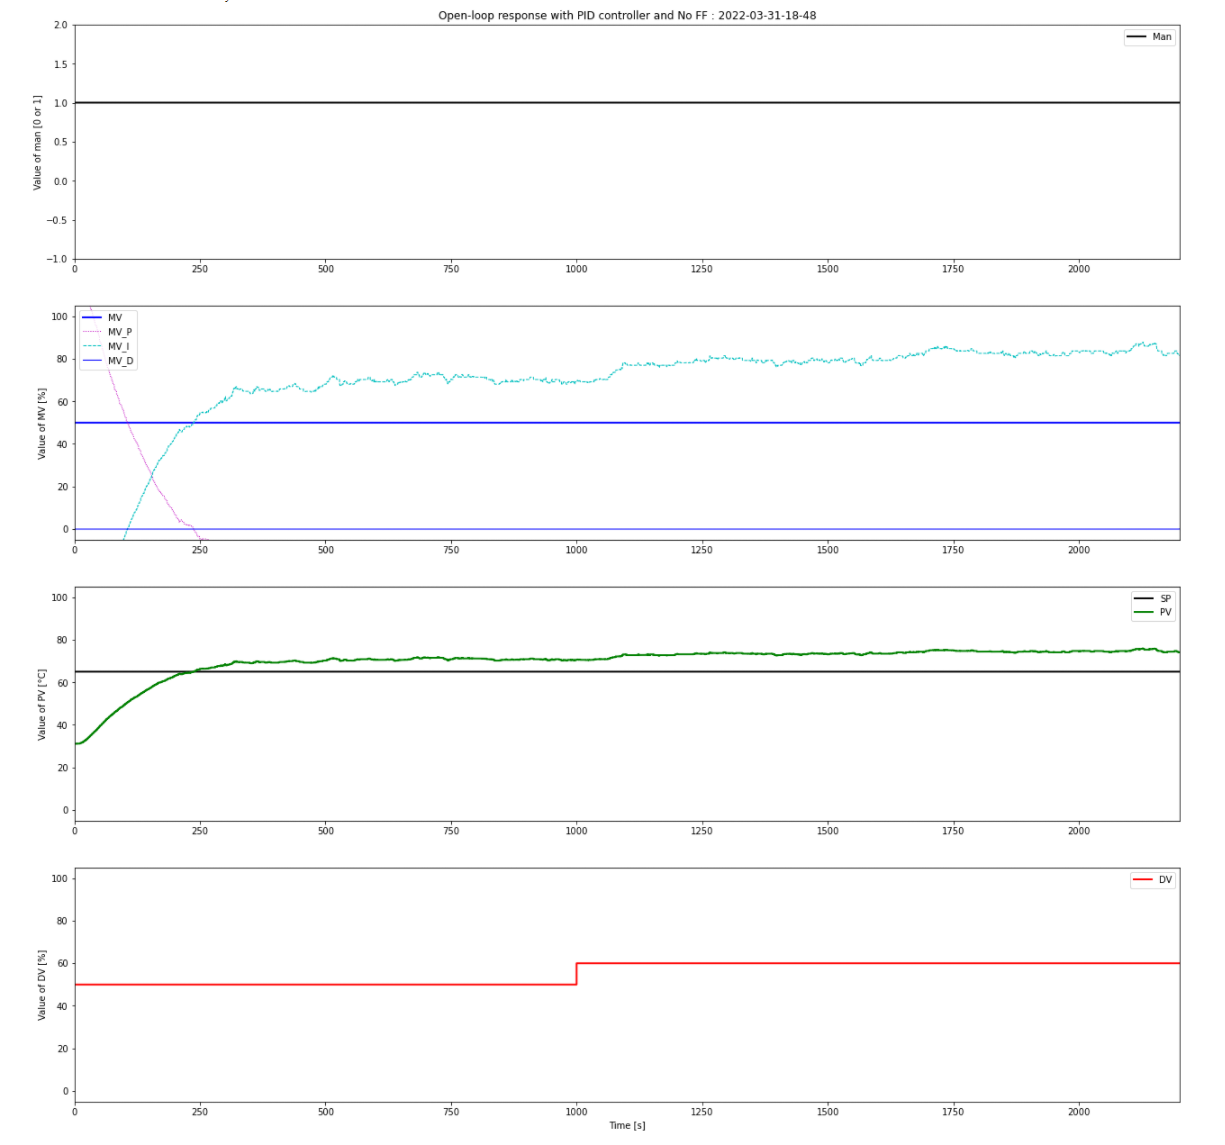 Open-loop response with PID controller and No FF : 2022-03-31-18-48
2.0
1.5
1.0
0.5
0.0
−0.5
−1.0
Value of man [0 or 1]
Man
0 250 500 750 1000 1250 1500 1750 2000
100
80
60
40
20
0
Value of MV [%]
MV
MV_P
MV_I
MV_D
0 250 500 750 1000 1250 1500 1750 2000
100
80
60
40
20
0
Value of PV [°C]
SP
PV
0 250 500 750 1000 1250 1500 1750 2000
100
80
60
40
20
0
Value of DV [%]
DV
0 250 500 750 1000 1250 1500 1750 2000
Time [s]